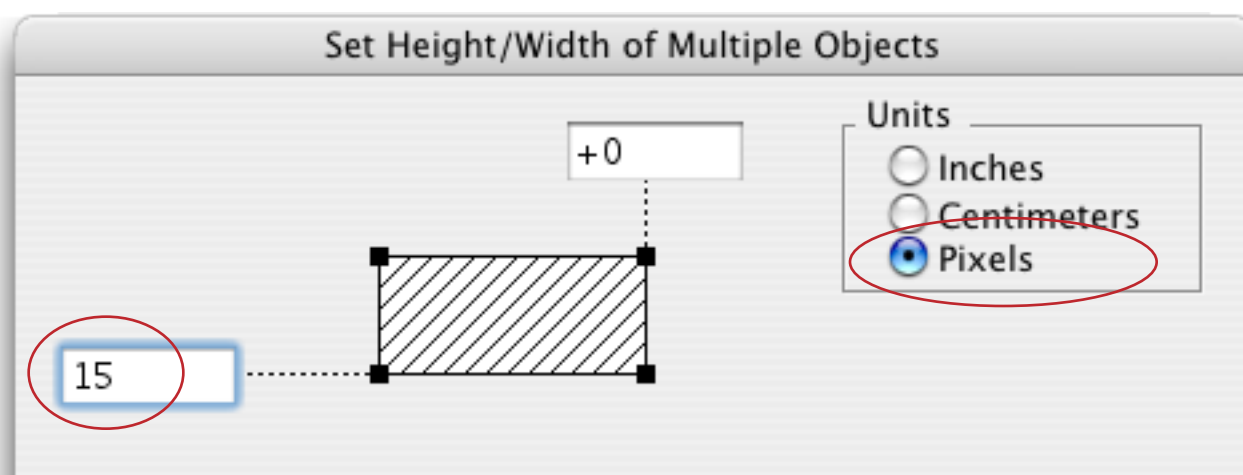 Set Height/Width of Multiple Objects
Units
+0
Inches
Centimeters
Pixels
15